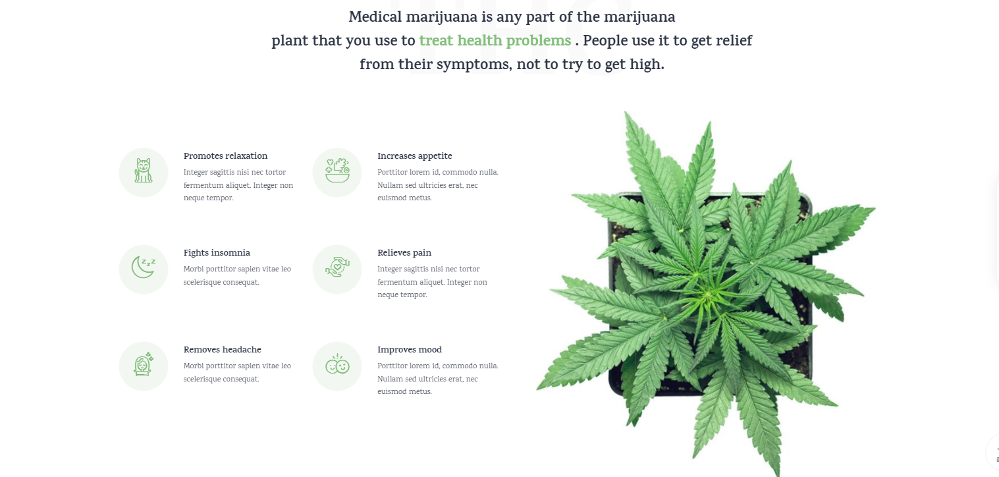 THC
Medical marijuana is any part of the marijuana
plant that you use to treat health problems . People use it to get relief
from their symptoms, not to try to get high.
Promotes relaxation
Integer sagittis nisi nec tortor
fermentum aliquet. Integer non
neque tempor.
Increases appetite
Porttitor lorem id, commodo nulla.
Nullam sed ultricies erat, nec
euismod metus.
Fights insomnia
Morbi porttitor sapien vitae leo
scelerisque consequat.
zzz
Relieves pain
Integer sagittis nisi nec tortor
fermentum aliquet. Integer non
neque tempor.
Removes headache
Morbi porttitor sapien vitae leo
scelerisque consequat.
Improves mood
Porttitor lorem id, commodo nulla.
Nullam sed ultricies erat, nec
euismod metus.